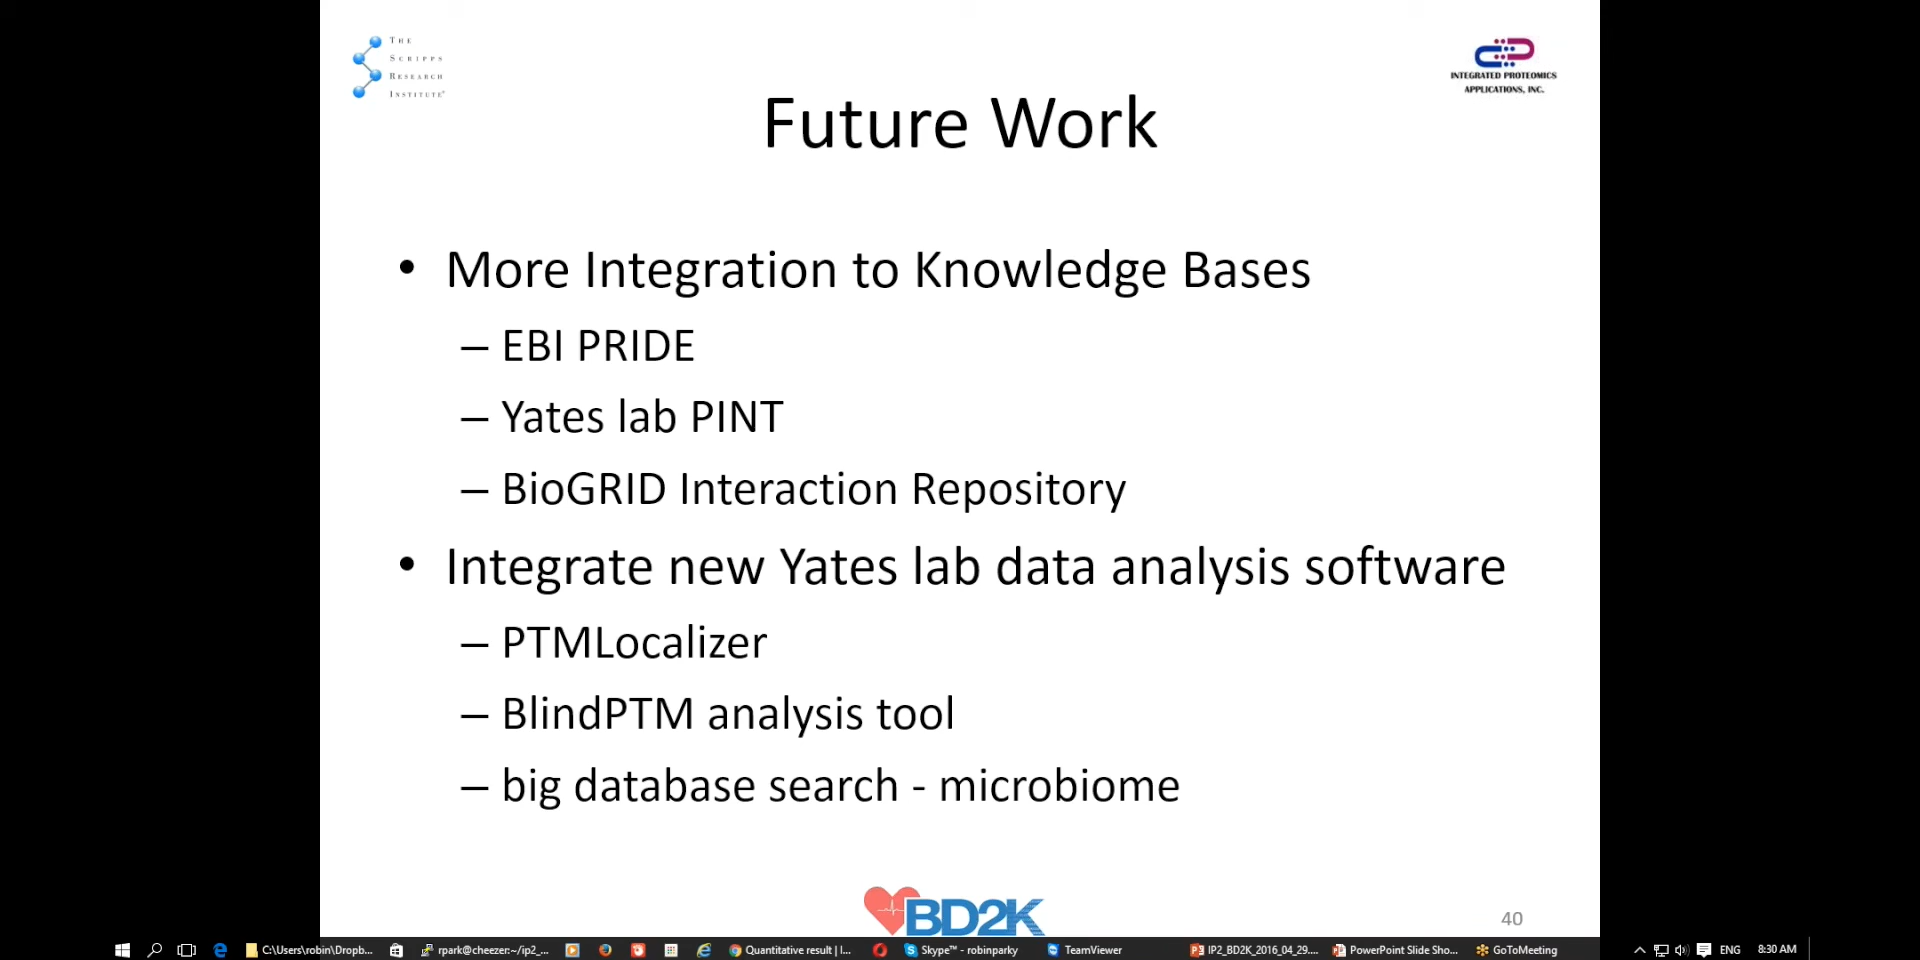 THE
SCRIPPS
RESEARCH
INSTITUTE®
INTEGRATED PROTEOMICS
APPLICATIONS, INC.
Future Work
• More Integration to Knowledge Bases
– EBI PRIDE
– Yates lab PINT
– BioGRID Interaction Repository
• Integrate new Yates lab data analysis software
– PTMLocalizer
– BlindPTM analysis tool
– big database search - microbiome
BD2K
40
C:\Users\robin\Dropb... rpark@cheezer:~/ip2_... Quantitative result | I... Skype™ - robinparky TeamViewer IP2_BD2K_2016_04_29.... PowerPoint Slide Sho... GoToMeeting ENG 8:30 AM